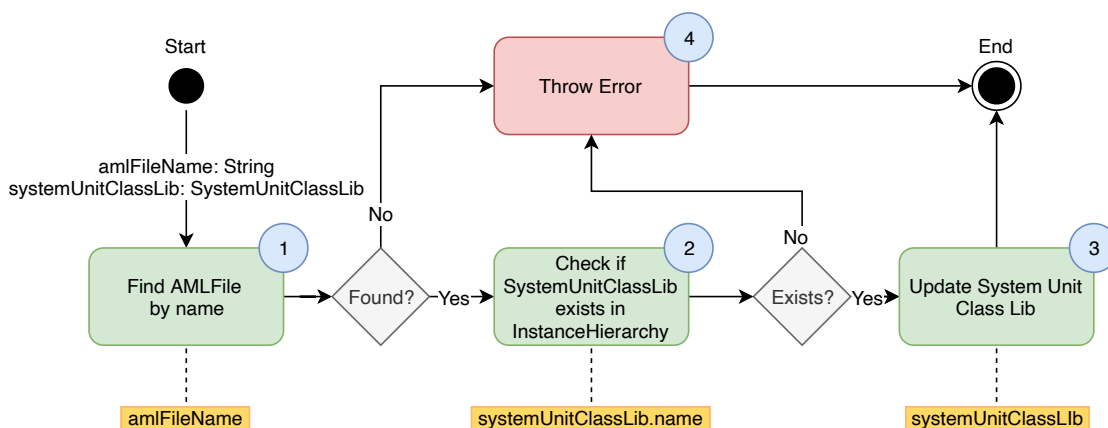 Start
End
4
Throw Error
amlFileName: String
systemUnitClassLib: SystemUnitClassLib
No
No
1
Find AMLFile
by name
Found?
Yes
2
Check if
SystemUnitClassLib
exists in
InstanceHierarchy
Exists?
Yes
3
Update System Unit
Class Lib
amlFileName
systemUnitClassLib.name
systemUnitClassLIb